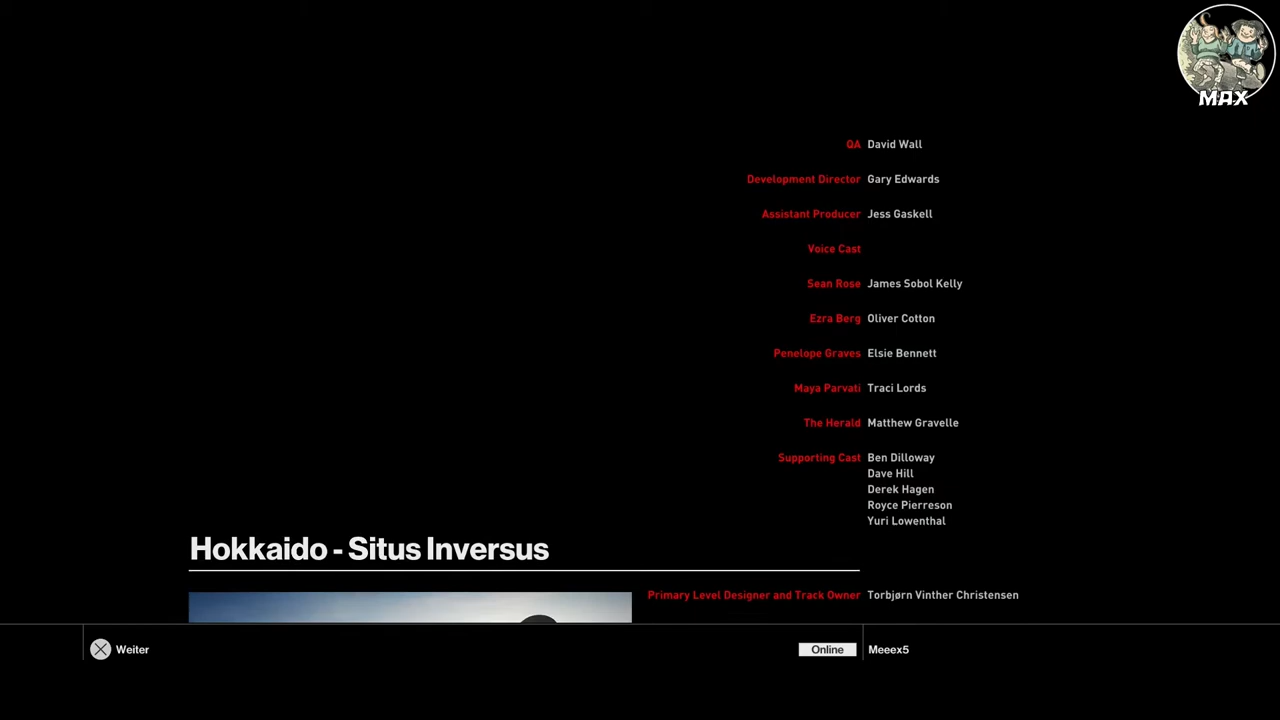 MAX
QA David Wall
Development Director Gary Edwards
Assistant Producer Jess Gaskell
Voice Cast
Sean Rose James Sobol Kelly
Ezra Berg Oliver Cotton
Penelope Graves Elsie Bennett
Maya Parvati Traci Lords
The Herald Matthew Gravelle
Supporting Cast Ben Dilloway
Dave Hill
Derek Hagen
Royce Pierreson
Yuri Lowenthal
Hokkaido - Situs Inversus
Primary Level Designer and Track Owner Torbjørn Vinther Christensen
Weiter
Online Meeex5